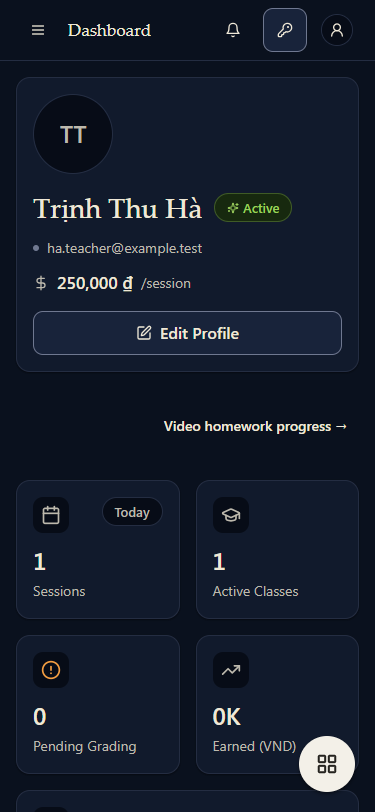 Dashboard
TT
Trịnh Thu Hà
Active
ha.teacher@example.test
$ 250,000 ₫ /session
Edit Profile
Video homework progress →
Today
1
Sessions
1
Active Classes
0
Pending Grading
0K
Earned (VND)